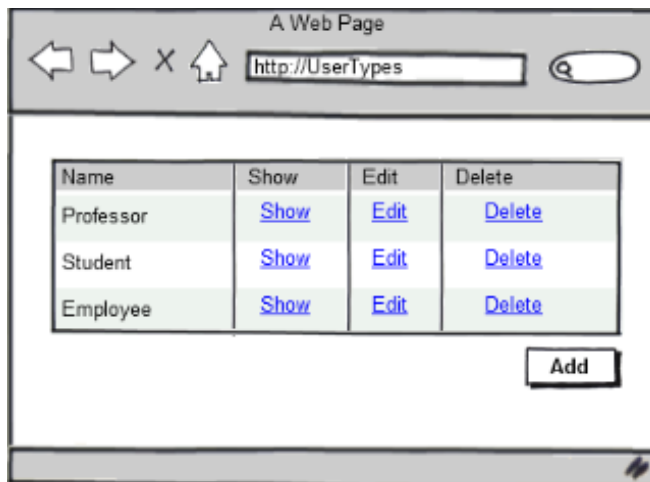 A Web Page
http://UserTypes
Name Show Edit Delete
Professor Show Edit Delete
Student Show Edit Delete
Employee Show Edit Delete
Add